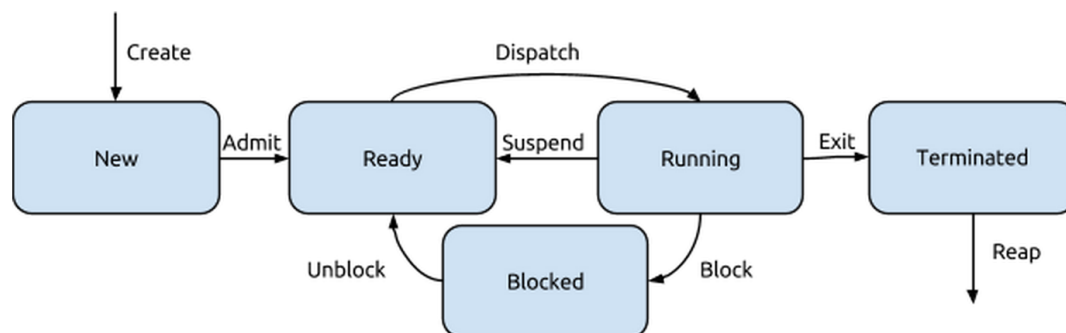 Create
Dispatch
New
Admit
Ready
Suspend
Running
Exit
Terminated
Unblock
Blocked
Block
Reap